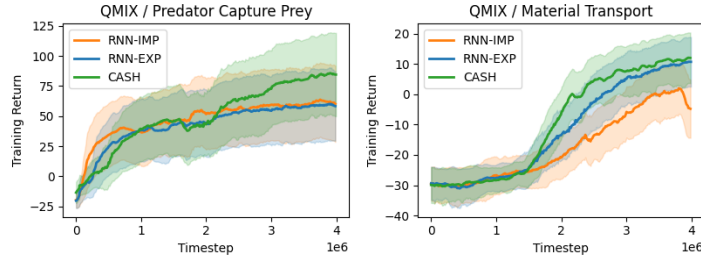 QMIX / Predator Capture Prey
125
100
75
50
25
0
-25
Training Return
RNN-IMP
RNN-EXP
CASH
0
1
2
3
4
1e6
Timestep
QMIX / Material Transport
20
10
0
−10
−20
−30
−40
Training Return
RNN-IMP
RNN-EXP
CASH
0
1
2
3
4
1e6
Timestep